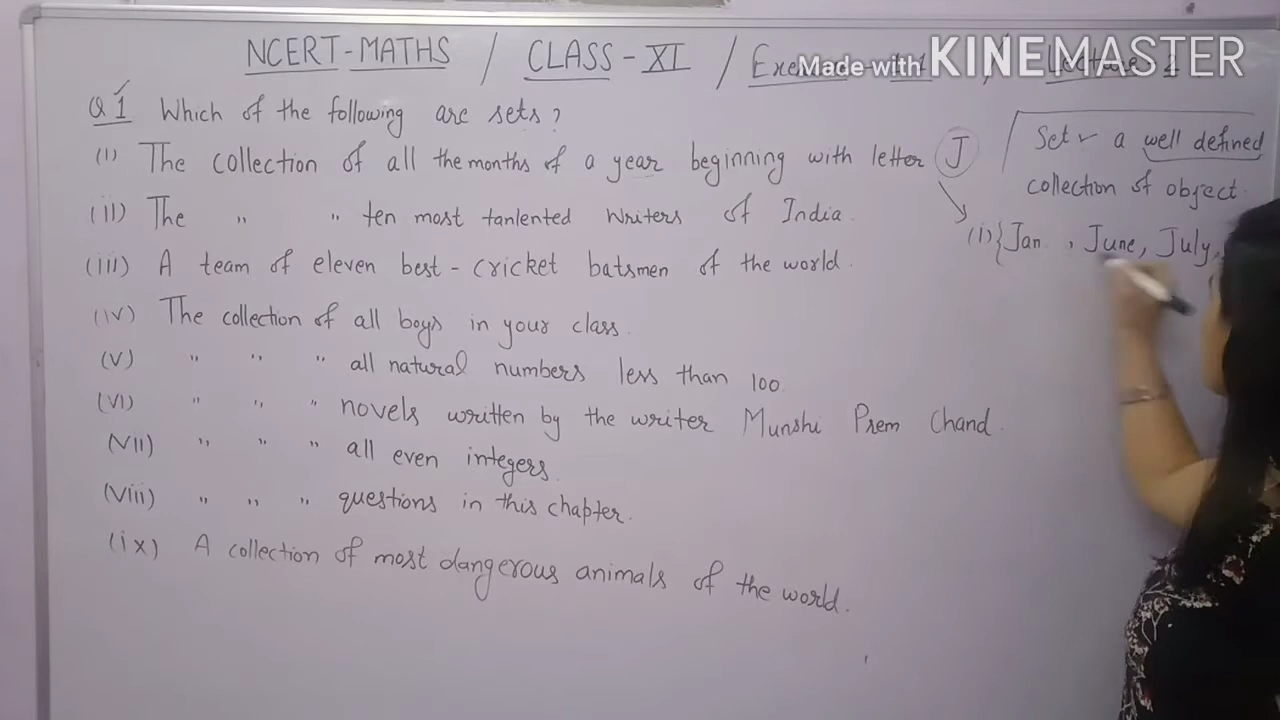 NCERT-MATHS / CLASS-XI /
Made with KINEMASTER
Q1 Which of the following are sets?
(i) The collection of all the months of a year beginning with letter J
(ii) The " " ten most tanlented writers of India.
(iii) A team of eleven best-cricket batsmen of the world.
(iv) The collection of all boys in your class.
(v) " " " all natural numbers less than 100.
(vi) " " " novels written by the writer Munshi Prem Chand.
(vii) " " " all even integers.
(viii) " " " questions in this chapter.
(ix) A collection of most dangerous animals of the world.
Set a well defined
collection of object.
(i) {Jan., June, July,